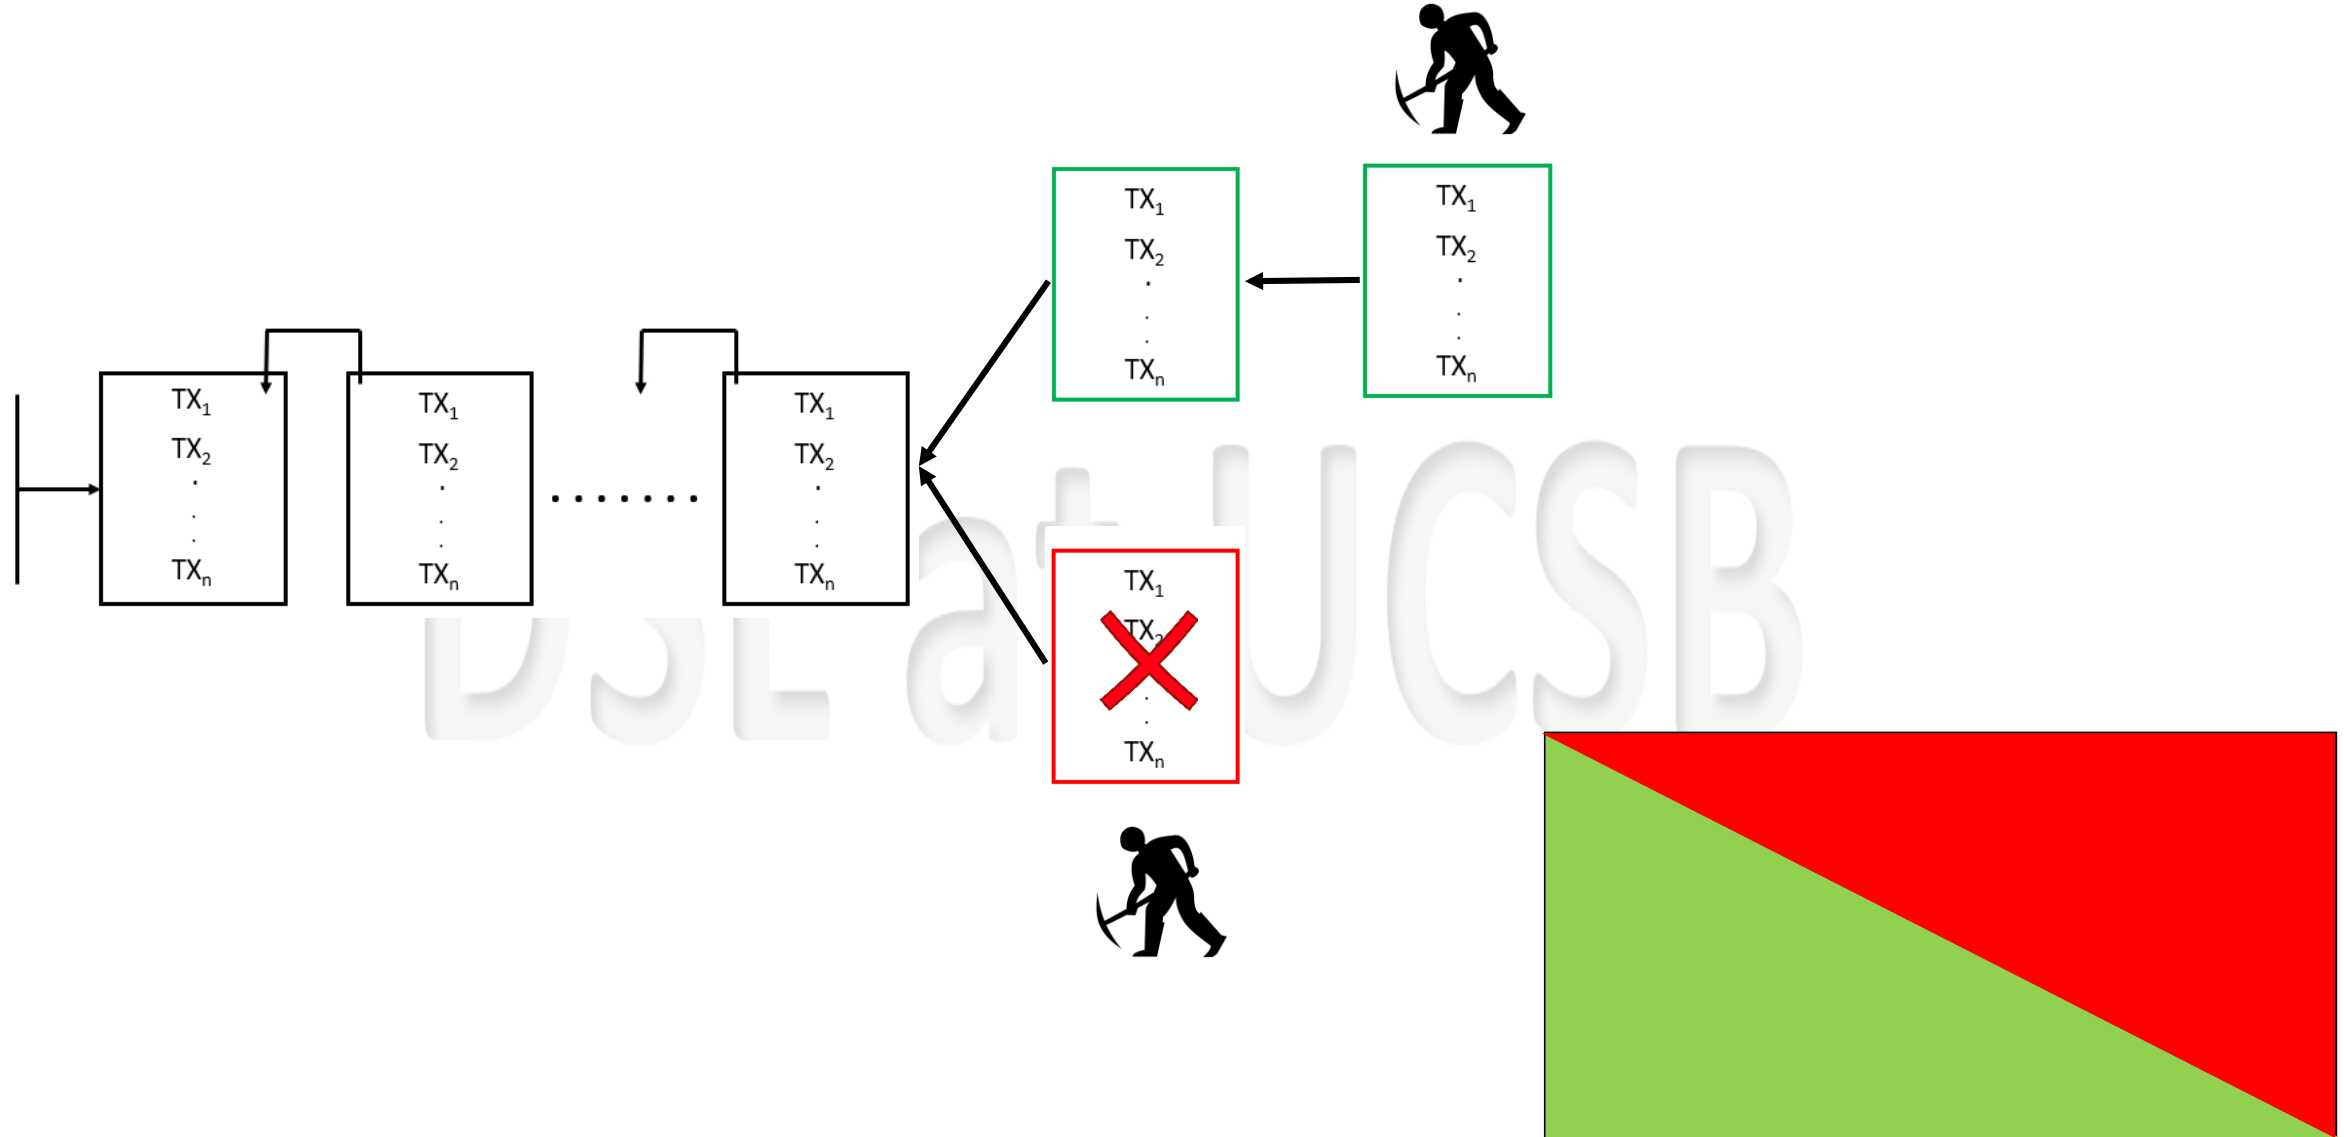 TX1
TX2
.
.
.
TXn
TX1
TX2
.
.
.
TXn
.......
TX1
TX2
.
.
.
TXn
TX1
TX2
.
.
.
TXn
TX1
TX2
.
.
.
TXn
TX1
TX2
.
.
TXn
DSL at UCSB